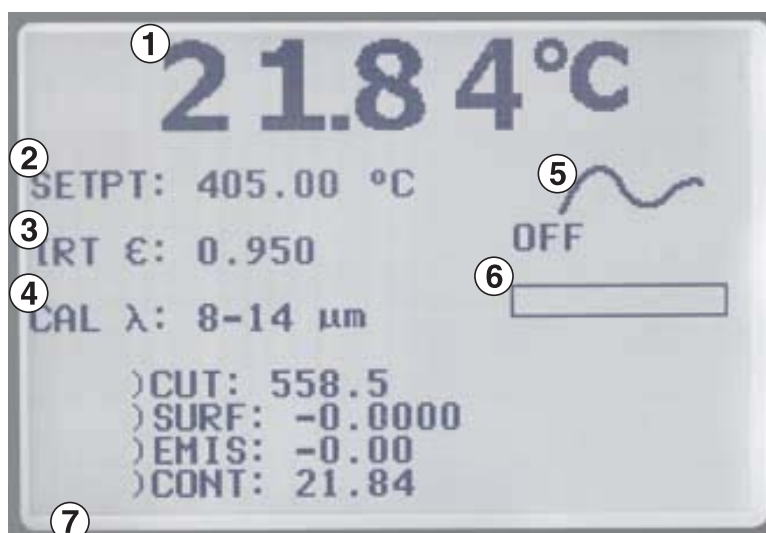 ① 21.84°C
② SETPT: 405.00 °C
⑤
③ IRT ε: 0.950
OFF
④ CAL λ: 8-14 µm
⑥
)CUT: 558.5
)SURF: -0.0000
)EMIS: -0.00
)CONT: 21.84
⑦